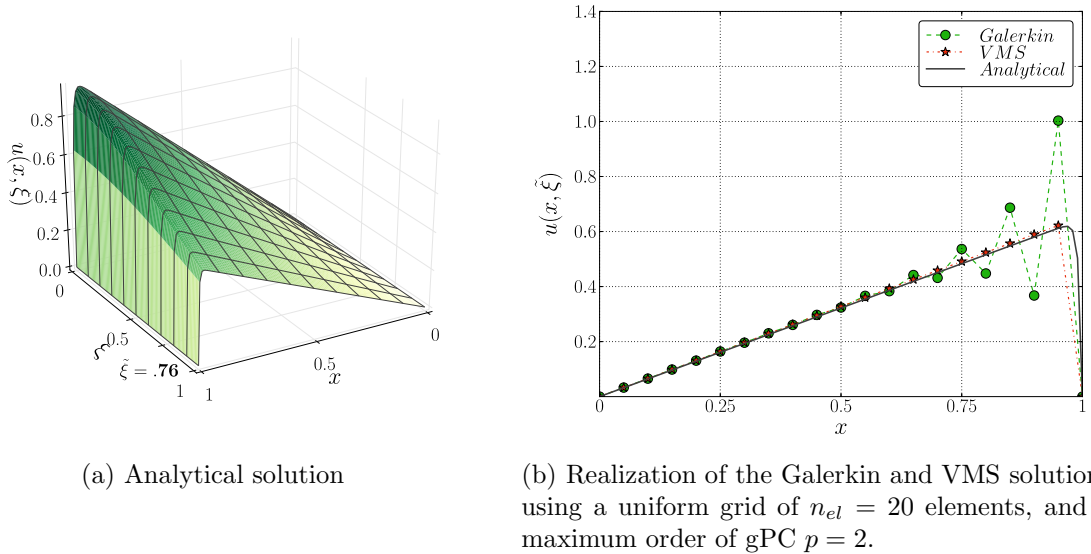 u(x, ξ)
0.8
0.6
0.4
0.2
0.0
0
0.5
1
ξ
ξ̃ = .76
1
0.5
0
x
1.4
1.2
1.0
0.8
0.6
0.4
0.2
u(x, ξ̃)
Galerkin
VMS
Analytical
0 0.25 0.5 0.75 1
x
(a) Analytical solution
(b) Realization of the Galerkin and VMS solution
using a uniform grid of nₑₗ = 20 elements, and
maximum order of gPC p = 2.